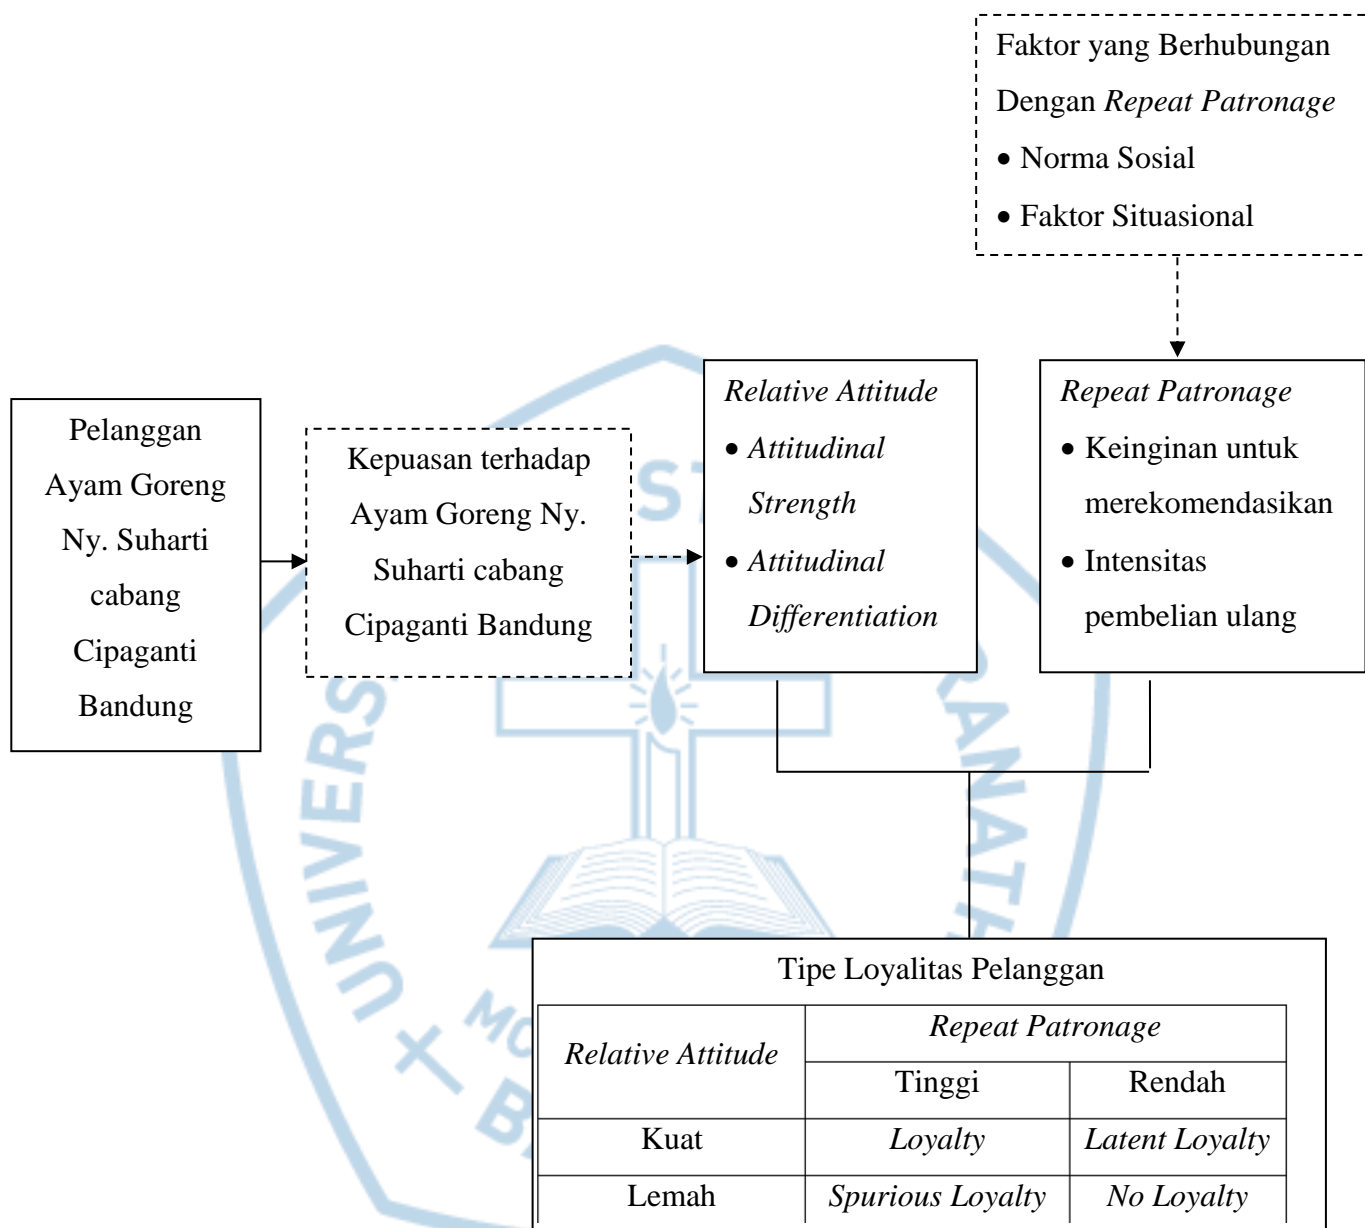 Faktor yang Berhubungan
Dengan Repeat Patronage
• Norma Sosial
• Faktor Situasional
Pelanggan
Ayam Goreng
Ny. Suharti
cabang
Cipaganti
Bandung
Kepuasan terhadap
Ayam Goreng Ny.
Suharti cabang
Cipaganti Bandung
Relative Attitude
• Attitudinal
Strength
• Attitudinal
Differentiation
Repeat Patronage
• Keinginan untuk
merekomendasikan
• Intensitas
pembelian ulang
Tipe Loyalitas Pelanggan
Relative Attitude
Repeat Patronage
Tinggi Rendah
Kuat Loyalty Latent Loyalty
Lemah Spurious Loyalty No Loyalty